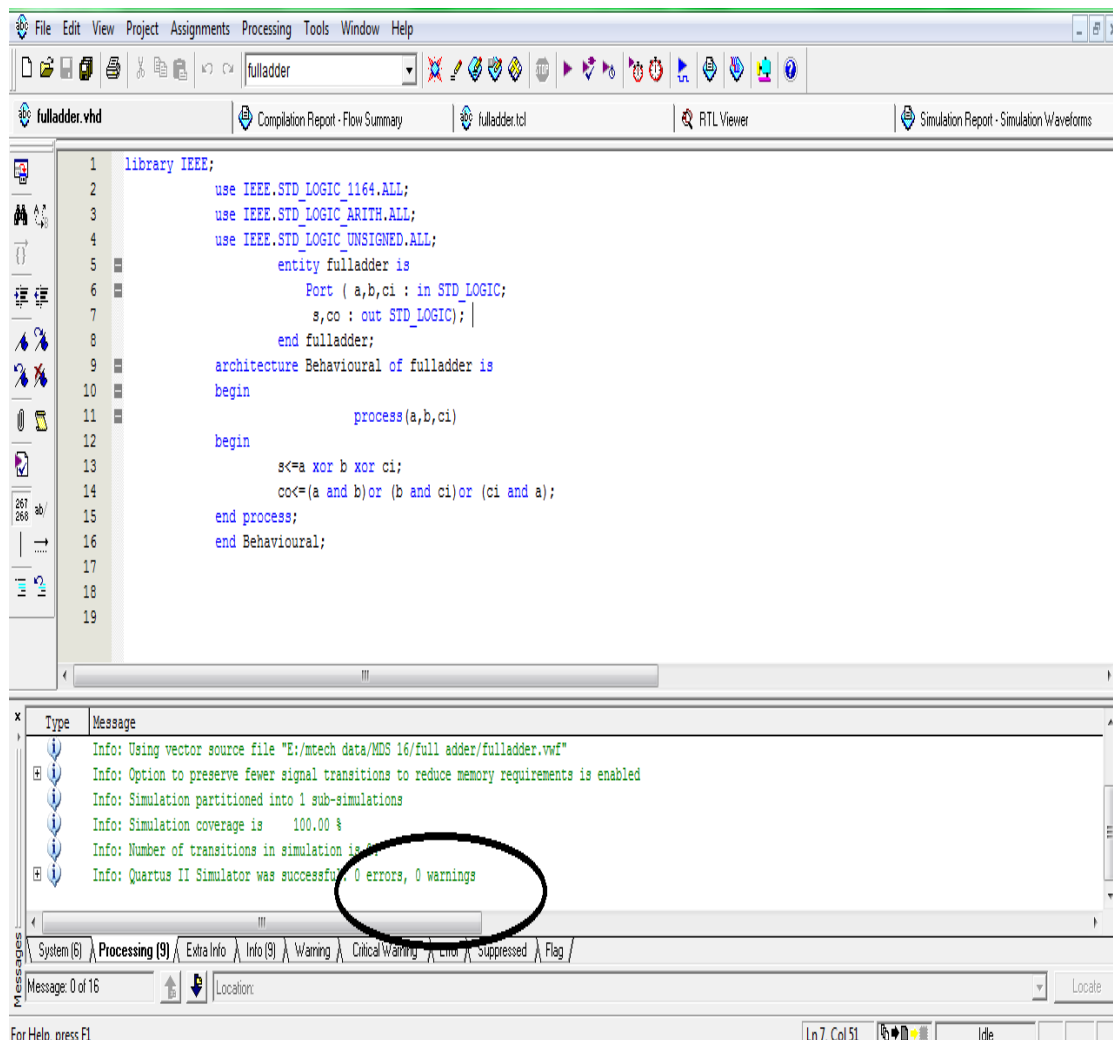 File Edit View Project Assignments Processing Tools Window Help
fulladder
fulladder.vhd Compilation Report - Flow Summary fulladder.tcl RTL Viewer Simulation Report - Simulation Waveforms
1 library IEEE;
2 use IEEE.STD_LOGIC_1164.ALL;
3 use IEEE.STD_LOGIC_ARITH.ALL;
4 use IEEE.STD_LOGIC_UNSIGNED.ALL;
5 entity fulladder is
6 Port ( a,b,ci : in STD_LOGIC;
7 s,co : out STD_LOGIC);
8 end fulladder;
9 architecture Behavioural of fulladder is
10 begin
11 process(a,b,ci)
12 begin
13 s<=a xor b xor ci;
14 co<=(a and b)or (b and ci)or (ci and a);
15 end process;
16 end Behavioural;
17
18
19
Type Message
Info: Using vector source file "E:/mtech data/MDS 16/full adder/fulladder.vwf"
Info: Option to preserve fewer signal transitions to reduce memory requirements is enabled
Info: Simulation partitioned into 1 sub-simulations
Info: Simulation coverage is 100.00 %
Info: Number of transitions in simulation is
Info: Quartus II Simulator was successful. 0 errors, 0 warnings
System (6) Processing (9) Extra Info Info (9) Warning Critical Warning Error Suppressed Flag
Messages
Message: 0 of 16 Location: Locate
For Help, press F1 Ln 7, Col 51 Idle